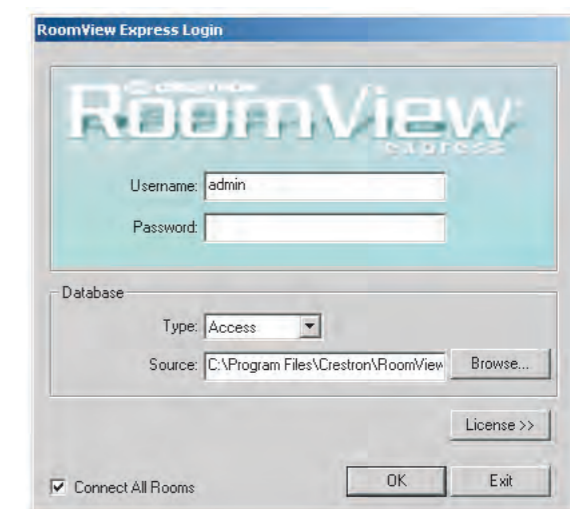 RoomView Express Login
CRESTRON
RoomView
express
Username: admin
Password:
Database
Type: Access
Source: C:\Program Files\Crestron\RoomView Browse...
License >>
Connect All Rooms OK Exit